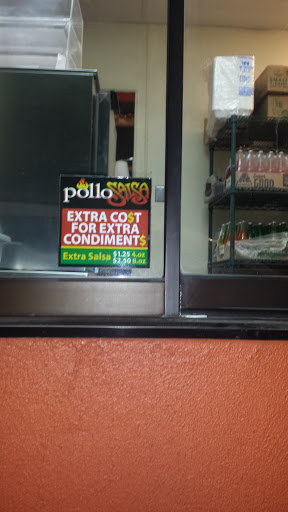 pollo SALSA
EXTRA CO$T
FOR EXTRA
CONDIMENT$
Extra Salsa $1.25 4.oz
$2.50 8.oz